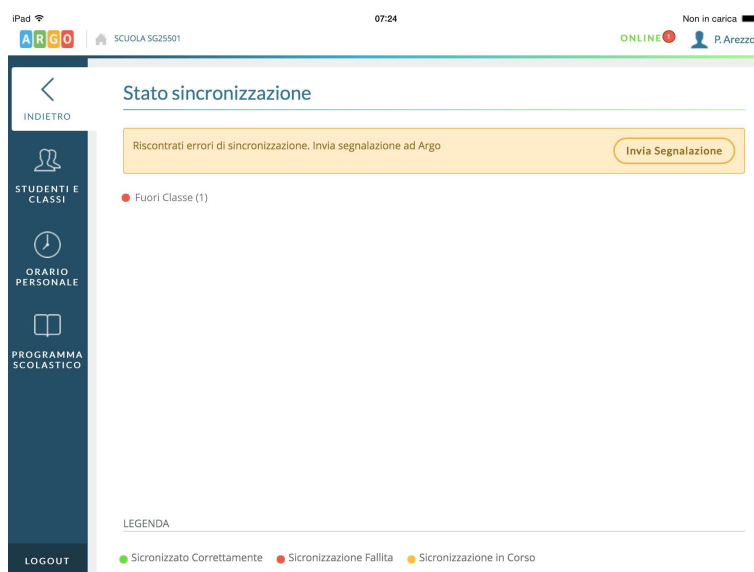 iPad 07:24 Non in carica
ARGO SCUOLA SG25501 ONLINE 1 P. Arezzo
INDIETRO
Stato sincronizzazione
Riscontrati errori di sincronizzazione. Invia segnalazione ad Argo Invia Segnalazione
STUDENTI E
CLASSI
Fuori Classe (1)
ORARIO
PERSONALE
PROGRAMMA
SCOLASTICO
LEGENDA
LOGOUT
Sicronizzato Correttamente Sicronizzazione Fallita Sicronizzazione in Corso